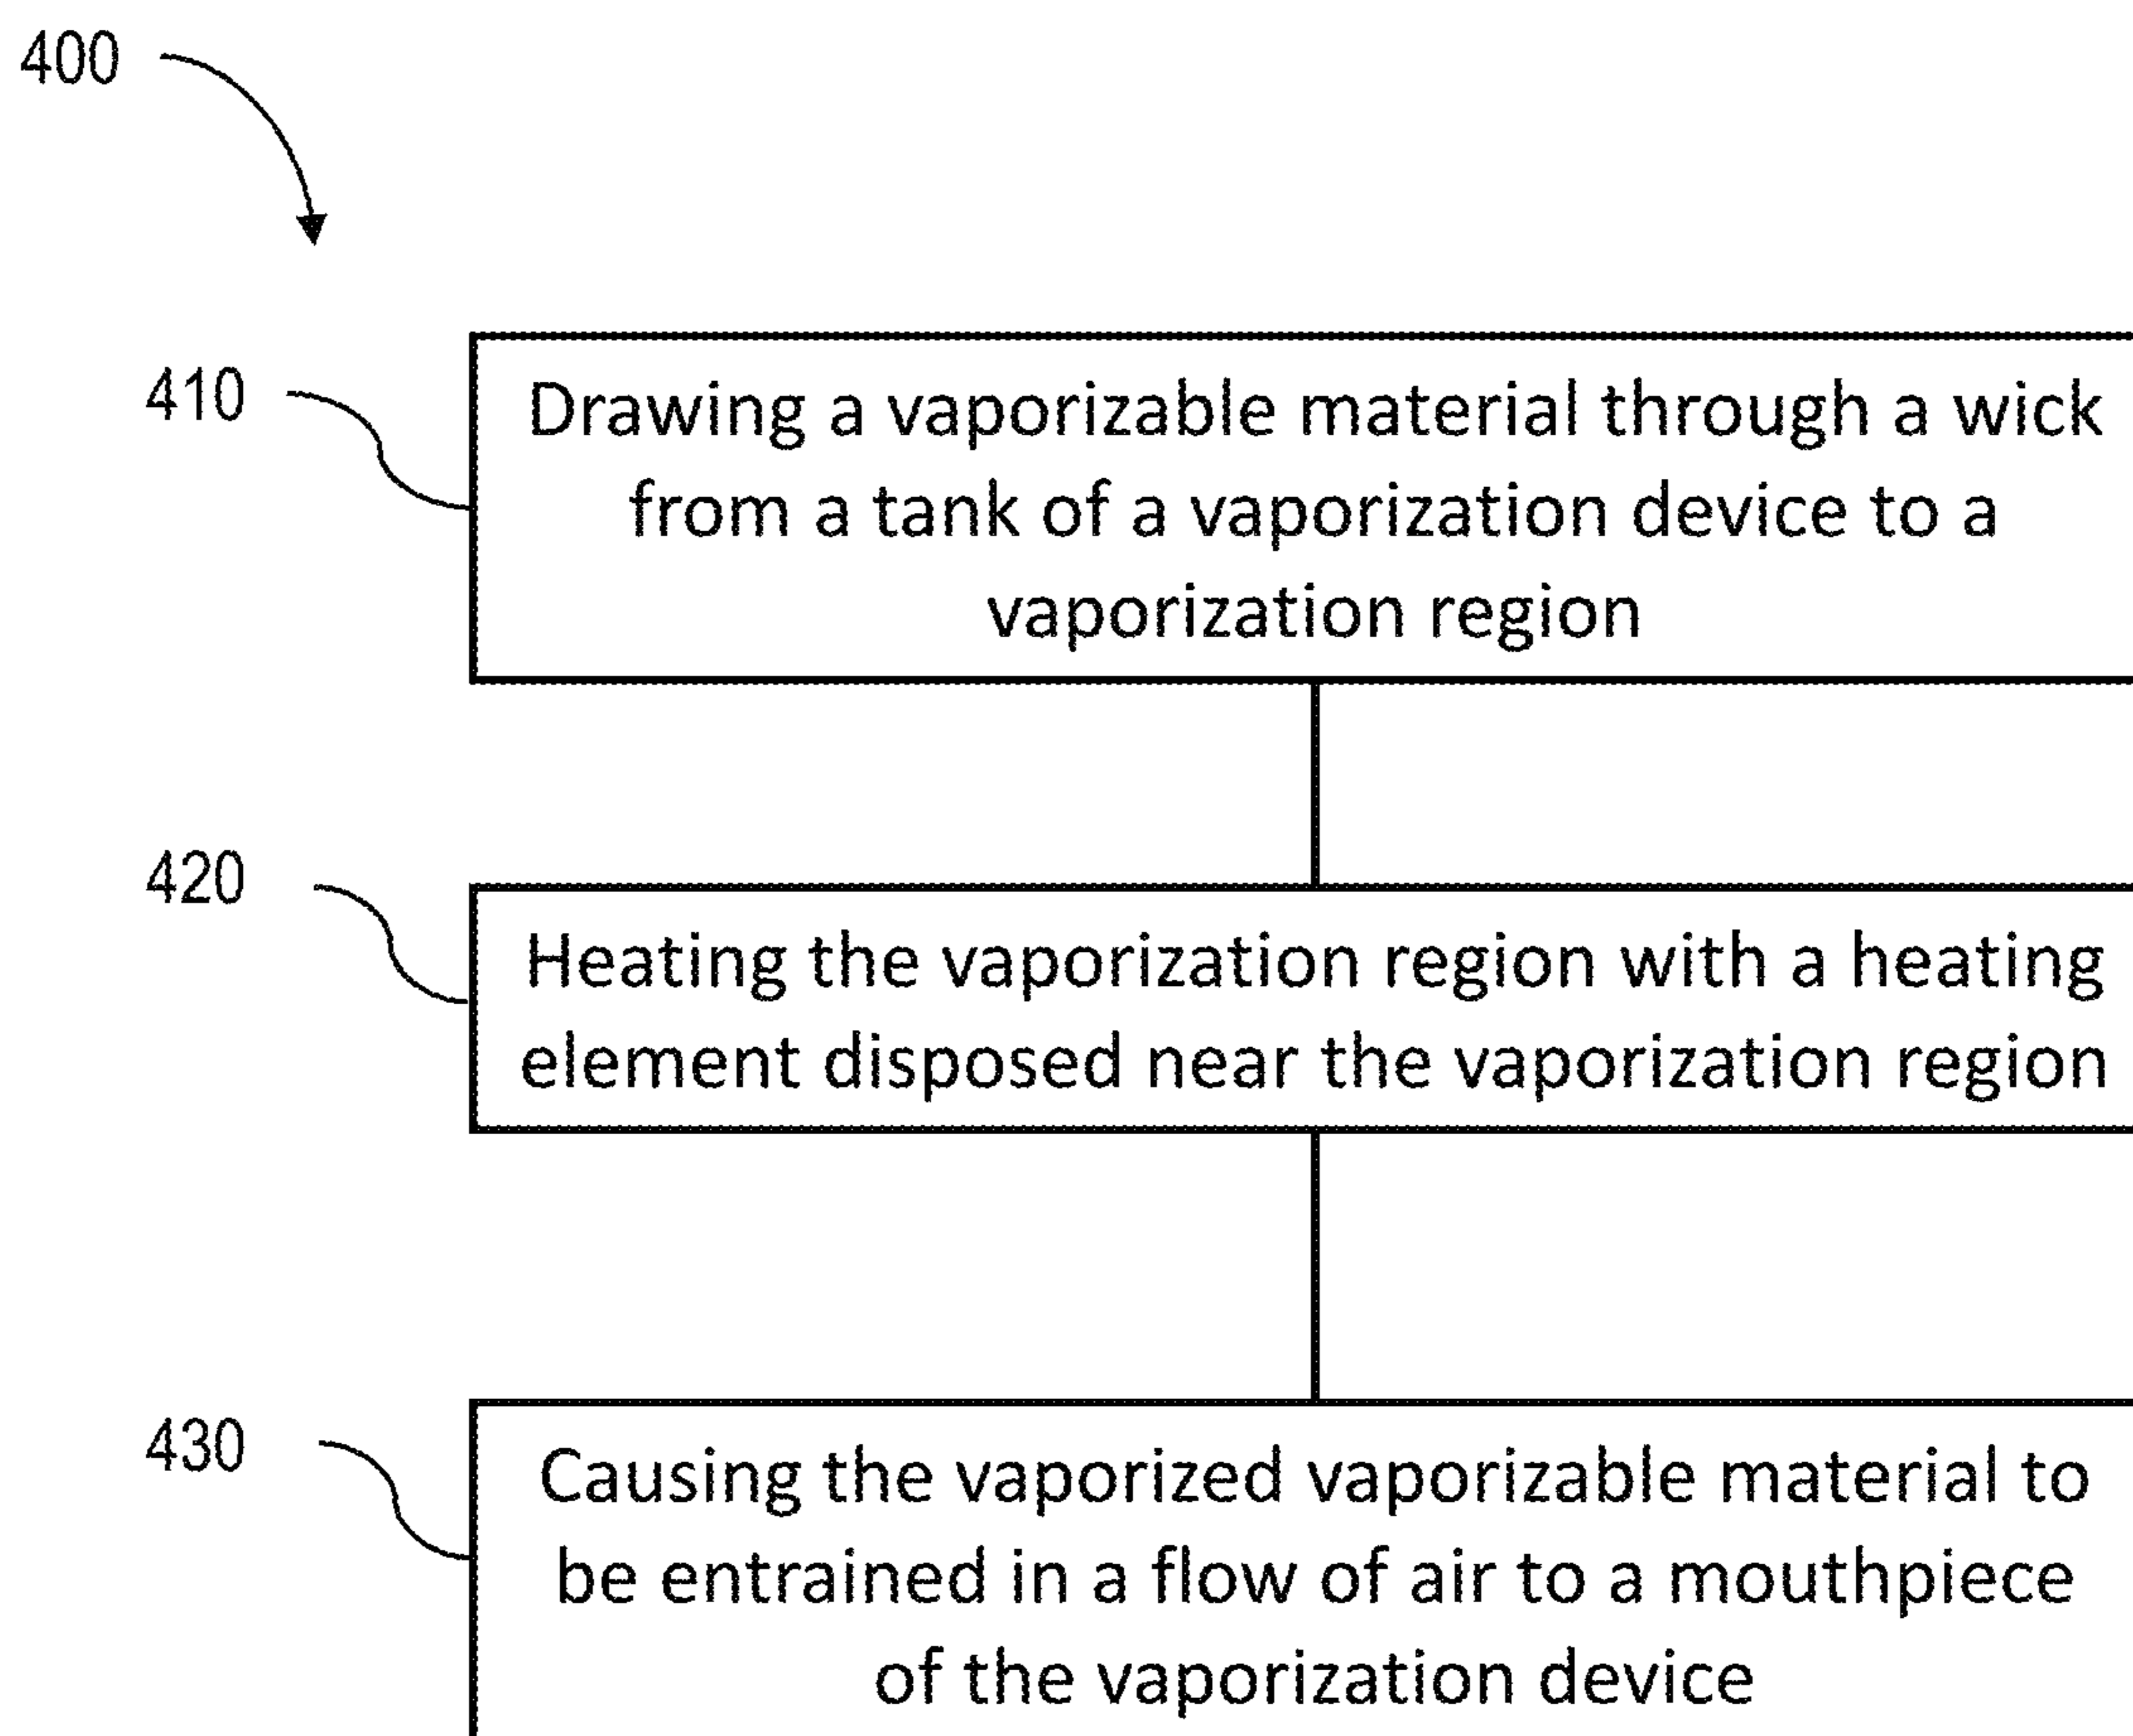 400
410
Drawing a vaporizable material through a wick
from a tank of a vaporization device to a
vaporization region
420
Heating the vaporization region with a heating
element disposed near the vaporization region
430
Causing the vaporized vaporizable material to
be entrained in a flow of air to a mouthpiece
of the vaporization device